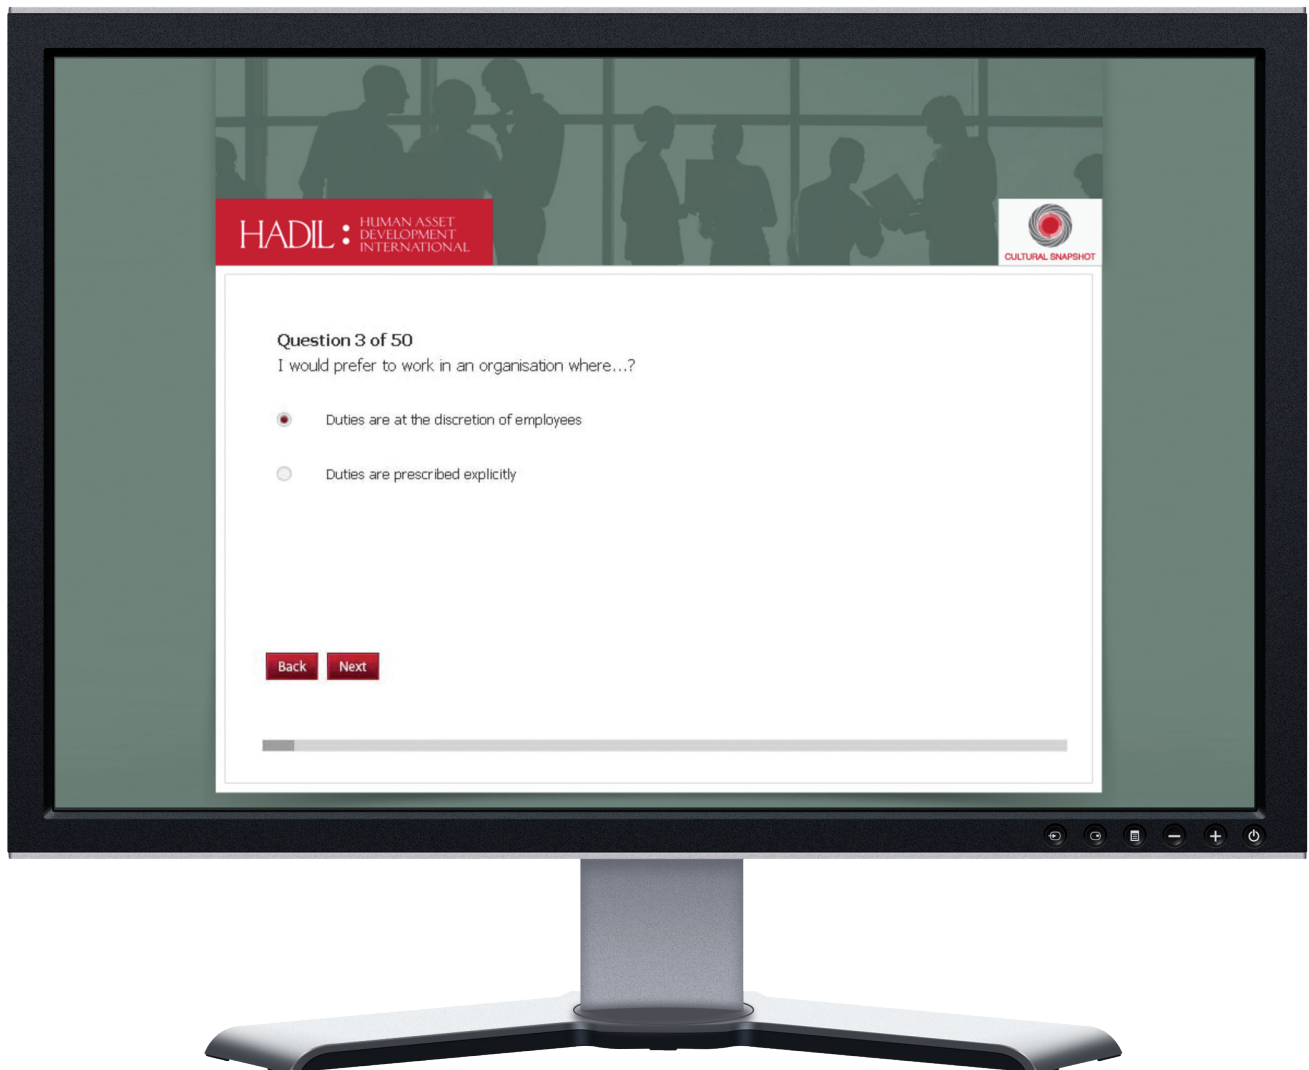 HADIL:
HUMAN ASSET
DEVELOPMENT
INTERNATIONAL
CULTURAL SNAPSHOT
Question 3 of 50
I would prefer to work in an organisation where...?
Duties are at the discretion of employees
Duties are prescribed explicitly
Back Next